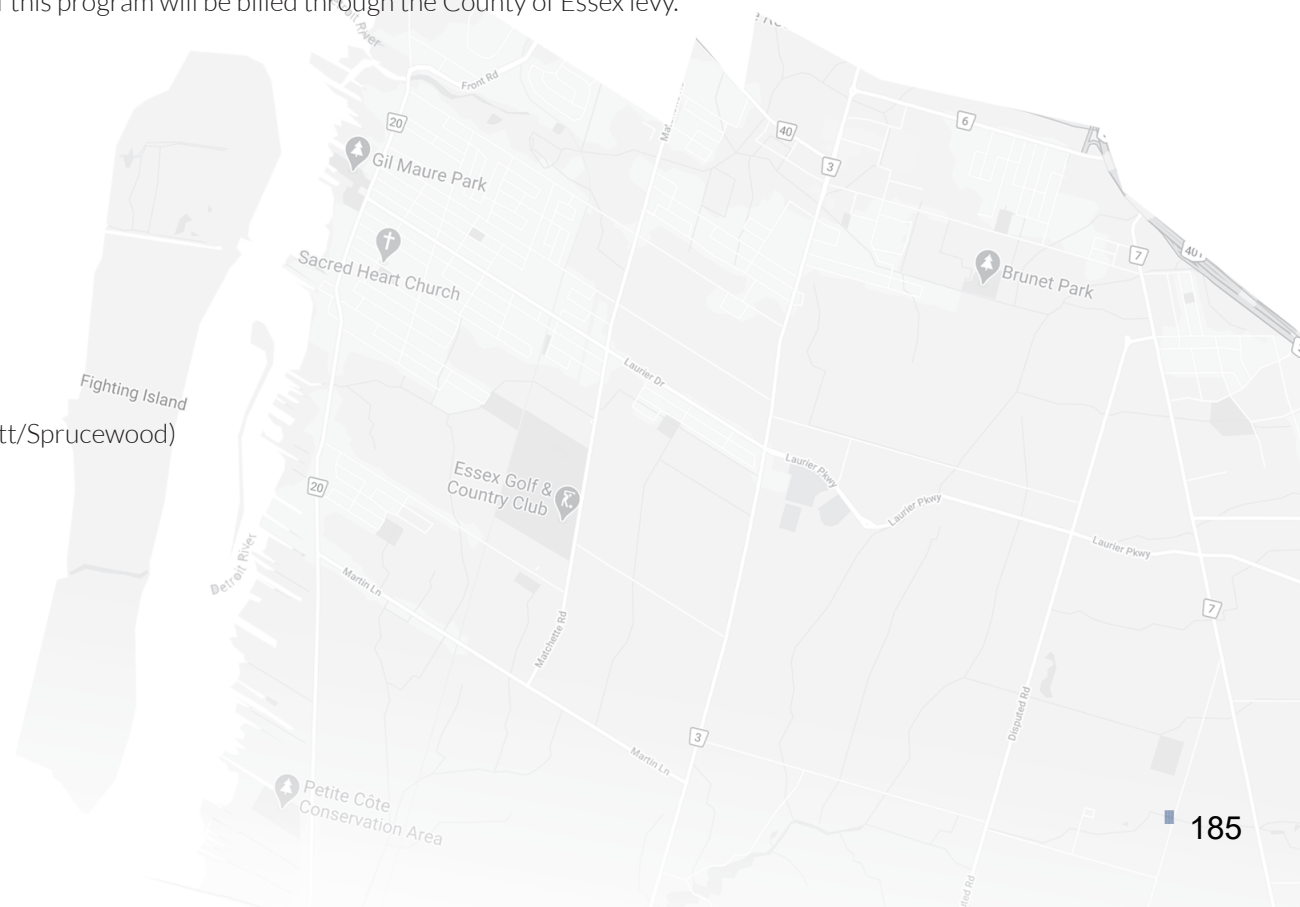 this program will be billed through the County of Essex levy.
River
Front Rd
20
40
6
3
Gil Maure Park
7
401
Sacred Heart Church
Brunet Park
Laurier Dr
Fighting Island
tt/Sprucewood)
Laurier Pkwy
Essex Golf &
Country Club
20
Laurier Pkwy
Laurier Pkwy
Detroit River
Martin Ln
7
Matchette Rd
Disputed Rd
3
Martin Ln
Petite Côte
Conservation Area
185